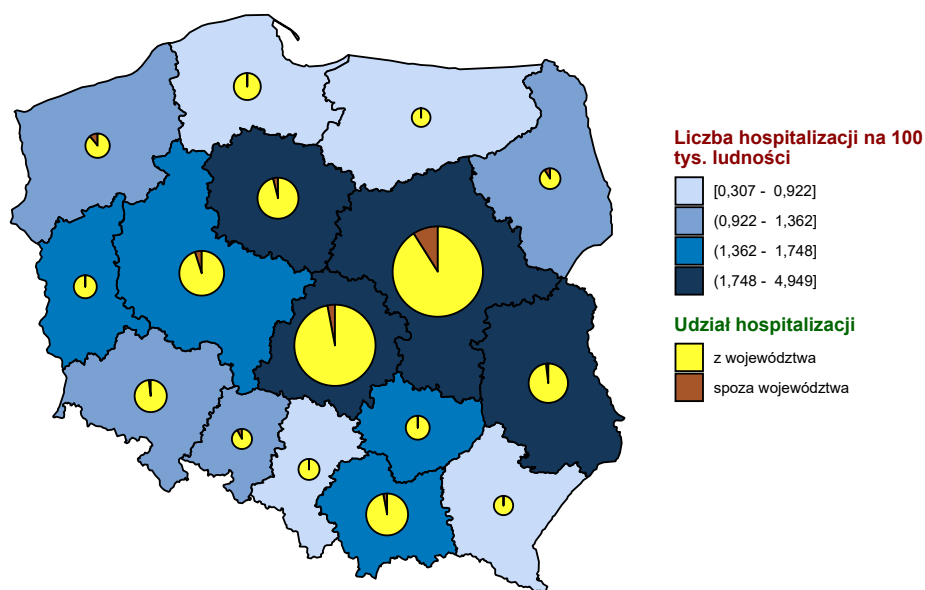 Liczba hospitalizacji na 100
tys. ludności
[0,307 - 0,922]
(0,922 - 1,362]
(1,362 - 1,748]
(1,748 - 4,949]
Udział hospitalizacji
z województwa
spoza województwa